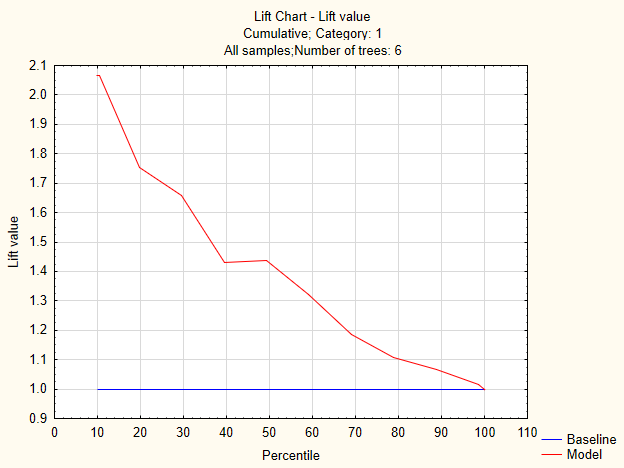 Lift Chart - Lift value
Cumulative; Category: 1
All samples;Number of trees: 6
2.1
2.0
1.9
1.8
1.7
1.6
1.5
1.4
1.3
1.2
1.1
1.0
0.9
Lift value
0 10 20 30 40 50 60 70 80 90 100 110
Percentile
Baseline
Model